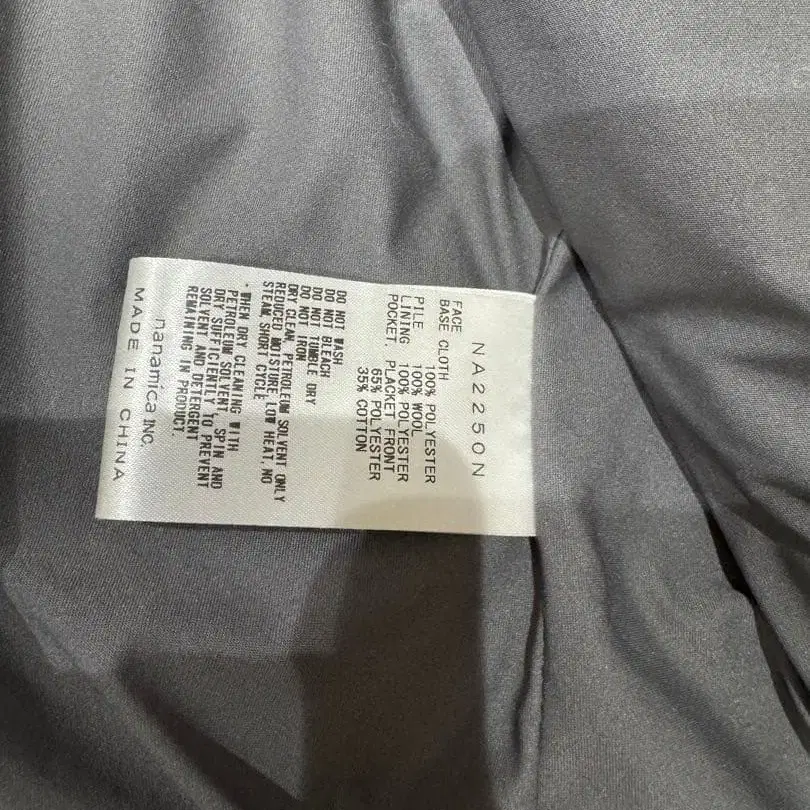 NA2250N
FACE
BASE CLOTH 100% POLYESTER
PILE 100% WOOL
LINING 100% POLYESTER
POCKET, PLACKET FRONT
65% POLYESTER
35% COTTON
DO NOT WASH
DO NOT BLEACH
DO NOT TUMBLE DRY
DO NOT IRON
DRY CLEAN, PETROLEUM SOLVENT ONLY
REDUCED MOISTURE, LOW HEAT, NO
STEAM, SHORT CYCLE
* WHEN DRY CLEANING WITH
PETROLEUM SOLVENT, SPIN AND
DRY SUFFICIENTLY TO PREVENT
SOLVENT AND DETERGENT
REMAINING IN PRODUCT.
nanamica INC.
MADE IN CHINA